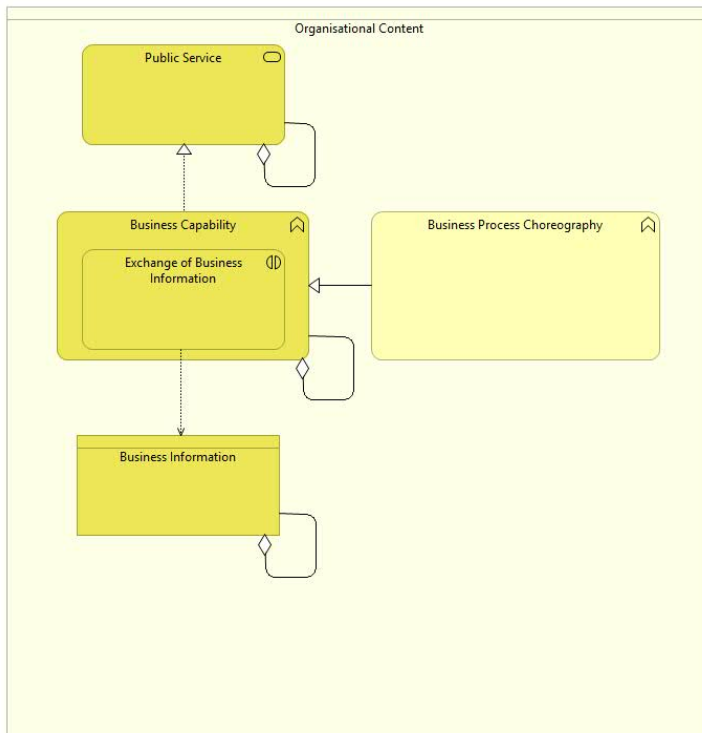 Organisational Content
Public Service
Business Capability
Business Process Choreography
Exchange of Business
Information
Business Information